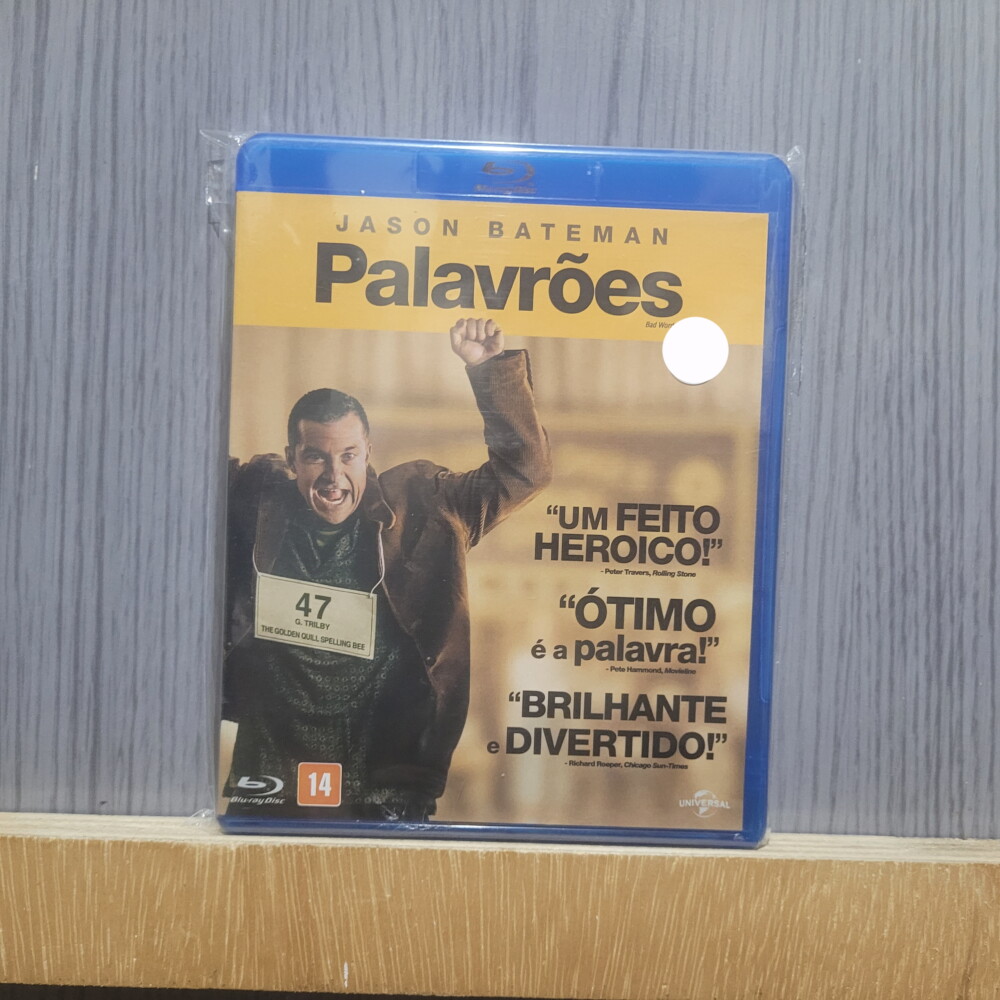 Blu-ray Disc
JASON BATEMAN
Palavrões
Bad
47
G. TRILBY
THE GOLDEN QUILL SPELLING BEE
“UM FEITO
HEROICO!”
- Peter Travers, Rolling Stone
“ÓTIMO
é a palavra!”
- Pete Hammond, Movieline
“BRILHANTE
e DIVERTIDO!”
- Richard Roeper, Chicago Sun-Times
Blu-ray Disc
14
UNIVERSAL